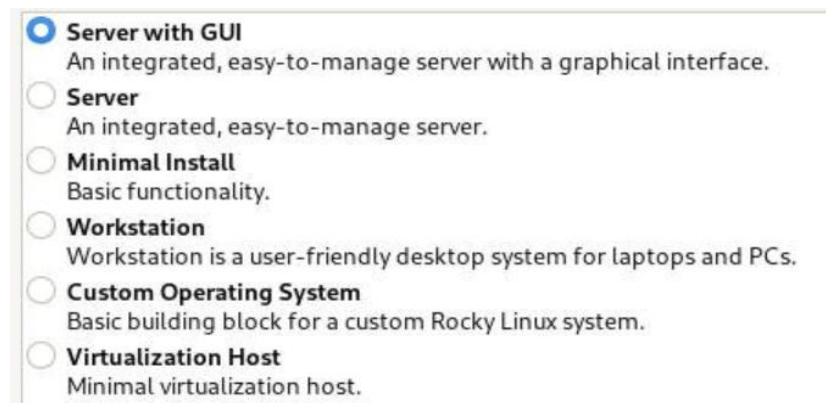 Server with GUI
An integrated, easy-to-manage server with a graphical interface.
Server
An integrated, easy-to-manage server.
Minimal Install
Basic functionality.
Workstation
Workstation is a user-friendly desktop system for laptops and PCs.
Custom Operating System
Basic building block for a custom Rocky Linux system.
Virtualization Host
Minimal virtualization host.